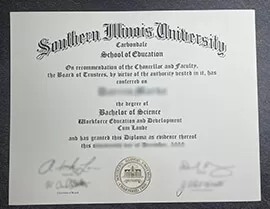 Southern Illinois University
Carbondale
School of Education
On recommendation of the Chancellor and Faculty,
the Board of Trustees, by virtue of the authority vested in it, has
conferred on
the degree of
Bachelor of Science
Workforce Education and Development
Cum Laude
and has granted this Diploma as evidence thereof
this